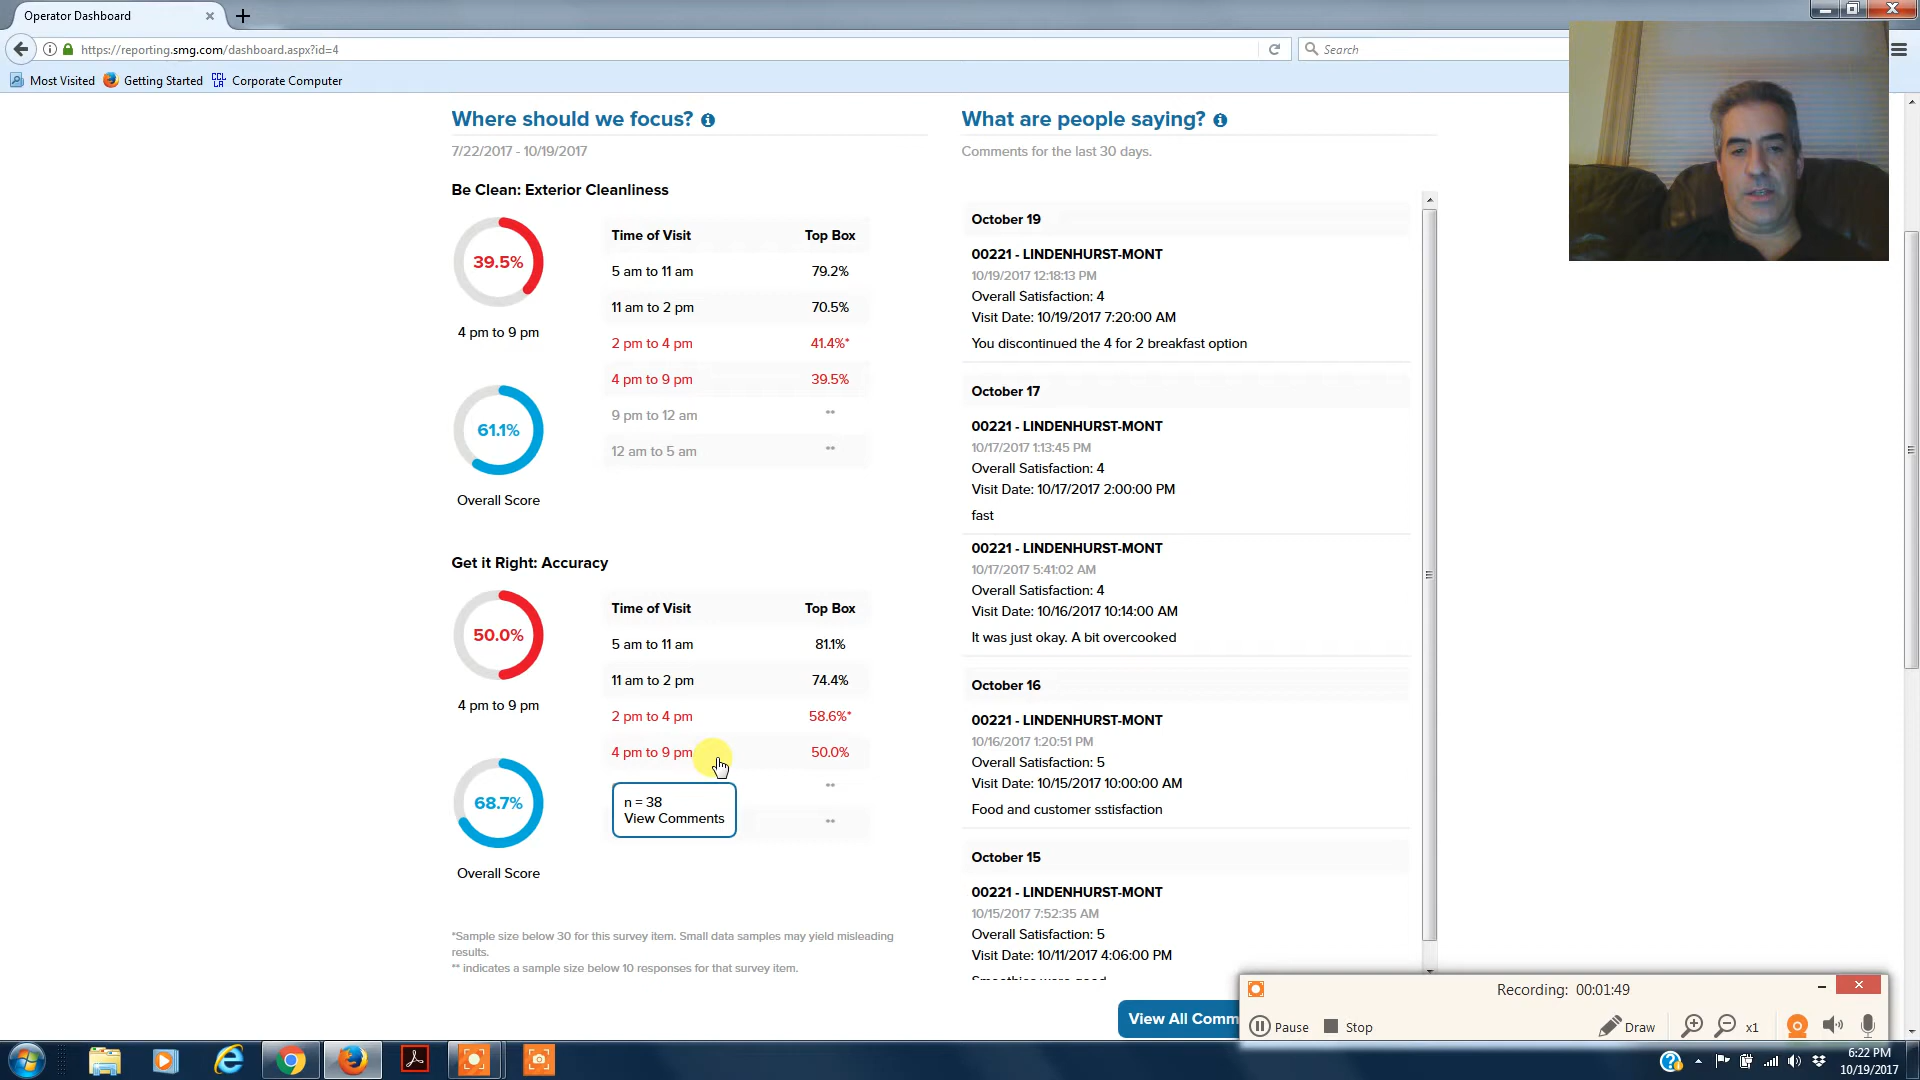 Operator Dashboard
https://reporting.smg.com/dashboard.aspx?id=4
Search
Most Visited
Getting Started
Corporate Computer
Where should we focus?
7/22/2017 - 10/19/2017
Be Clean: Exterior Cleanliness
39.5%
4 pm to 9 pm
61.1%
Overall Score
Time of Visit Top Box
5 am to 11 am 79.2%
11 am to 2 pm 70.5%
2 pm to 4 pm 41.4%*
4 pm to 9 pm 39.5%
9 pm to 12 am **
12 am to 5 am **
Get it Right: Accuracy
50.0%
4 pm to 9 pm
68.7%
Overall Score
Time of Visit Top Box
5 am to 11 am 81.1%
11 am to 2 pm 74.4%
2 pm to 4 pm 58.6%*
4 pm to 9 pm 50.0%
**
**
n = 38
View Comments
*Sample size below 30 for this survey item. Small data samples may yield misleading
results.
** indicates a sample size below 10 responses for that survey item.
What are people saying?
Comments for the last 30 days.
October 19
00221 - LINDENHURST-MONT
10/19/2017 12:18:13 PM
Overall Satisfaction: 4
Visit Date: 10/19/2017 7:20:00 AM
You discontinued the 4 for 2 breakfast option
October 17
00221 - LINDENHURST-MONT
10/17/2017 1:13:45 PM
Overall Satisfaction: 4
Visit Date: 10/17/2017 2:00:00 PM
fast
00221 - LINDENHURST-MONT
10/17/2017 5:41:02 AM
Overall Satisfaction: 4
Visit Date: 10/16/2017 10:14:00 AM
It was just okay. A bit overcooked
October 16
00221 - LINDENHURST-MONT
10/16/2017 1:20:51 PM
Overall Satisfaction: 5
Visit Date: 10/15/2017 10:00:00 AM
Food and customer sstisfaction
October 15
00221 - LINDENHURST-MONT
10/15/2017 7:52:35 AM
Overall Satisfaction: 5
Visit Date: 10/11/2017 4:06:00 PM
Smoothies were good
View All Comm
Recording: 00:01:49
Pause Stop Draw x1
6:22 PM
10/19/2017